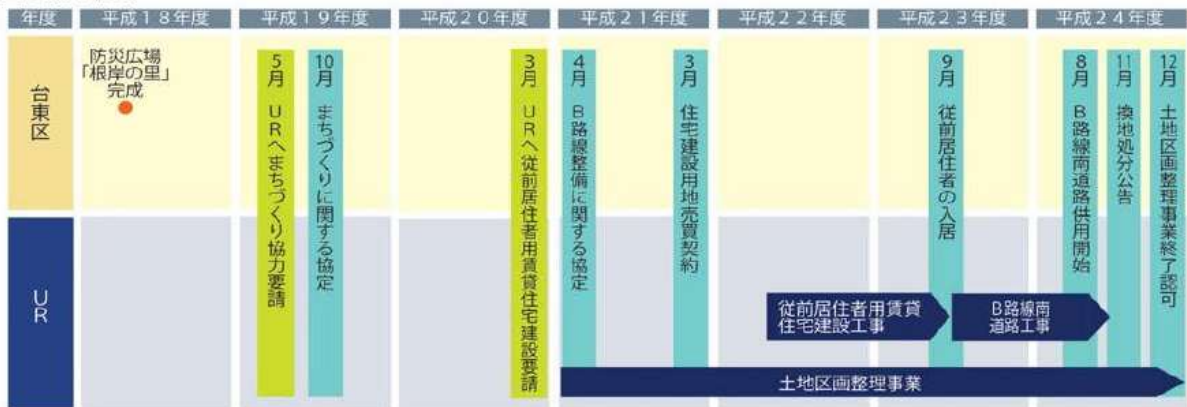 年度
平成18年度
平成19年度
平成20年度
平成21年度
平成22年度
平成23年度
平成24年度
台東区
防災広場
「根岸の里」
完成
5月 URへまちづくり協力要請
10月 まちづくりに関する協定
3月 URへ従前居住者用賃貸住宅建設要請
4月 B路線整備に関する協定
3月 住宅建設用地売買契約
9月 従前居住者の入居
8月 B路線南道路供用開始
11月 換地処分公告
12月 土地区画整理事業終了認可
UR
従前居住者用賃貸
住宅建設工事
B路線南
道路工事
土地区画整理事業